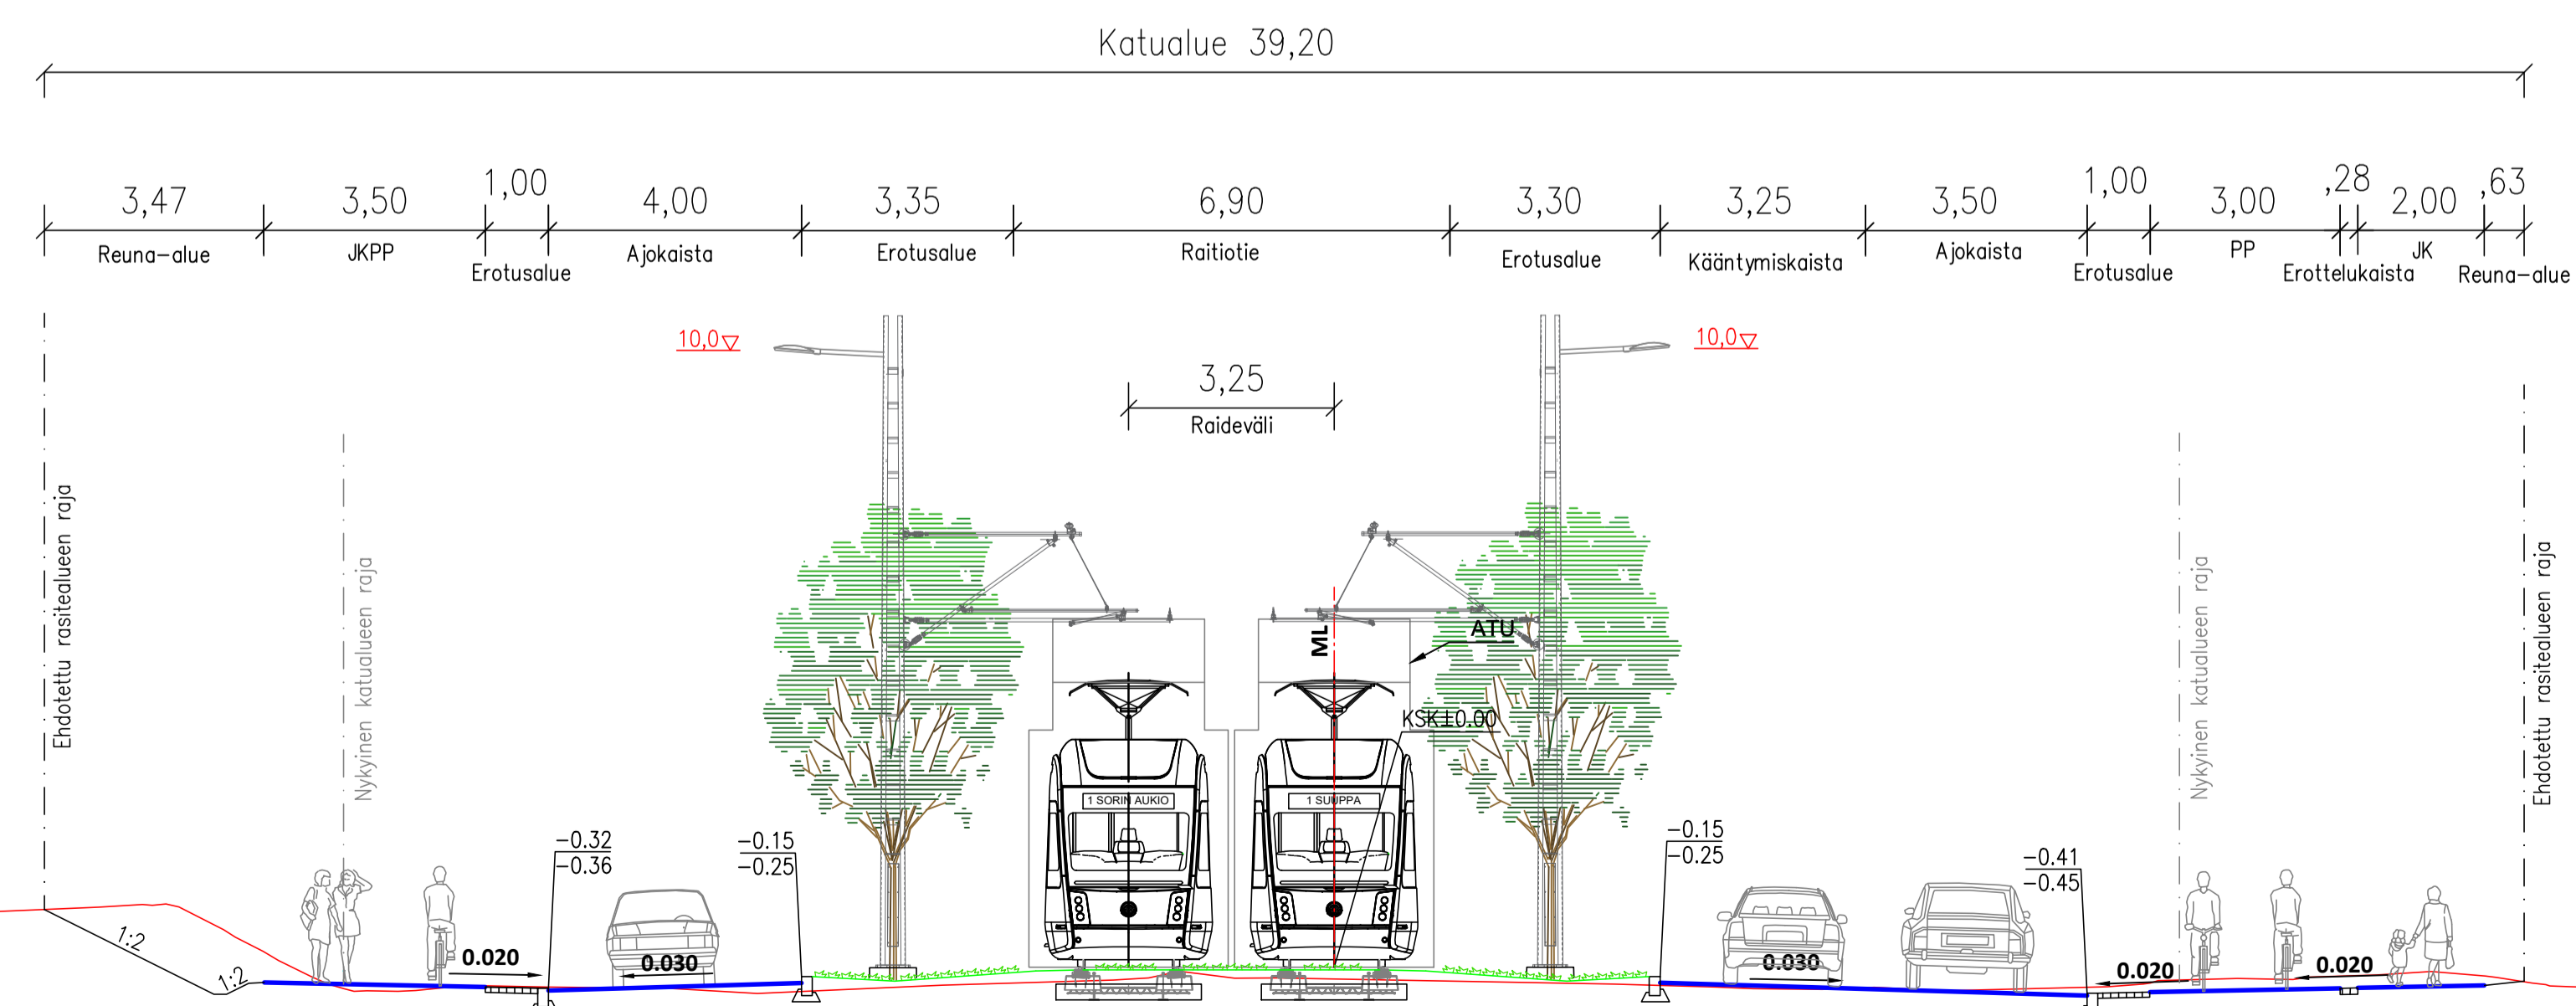 Katualue 39,20
3,47
3,50
1,00
4,00
3,35
6,90
3,30
3,25
3,50
1,00
3,00
,28
2,00
,63
Reuna-alue
JKPP
Erotusalue
Ajokaista
Erotusalue
Raitiotie
Erotusalue
Kääntymiskaista
Ajokaista
Erotusalue
PP
Erottelukaista
JK
Reuna-alue
10,0
10,0
3,25
Raideväli
Ehdotettu rasitealueen raja
Nykyinen katualueen raja
ML
ATU
KSK±0.00
Nykyinen katualueen raja
Ehdotettu rasitealueen raja
1 SORIN AUKIO
1 SUUPPA
-0.32
-0.36
-0.15
-0.25
-0.15
-0.25
-0.41
-0.45
1:2
1:2
0.020
0.030
0.030
0.020
0.020